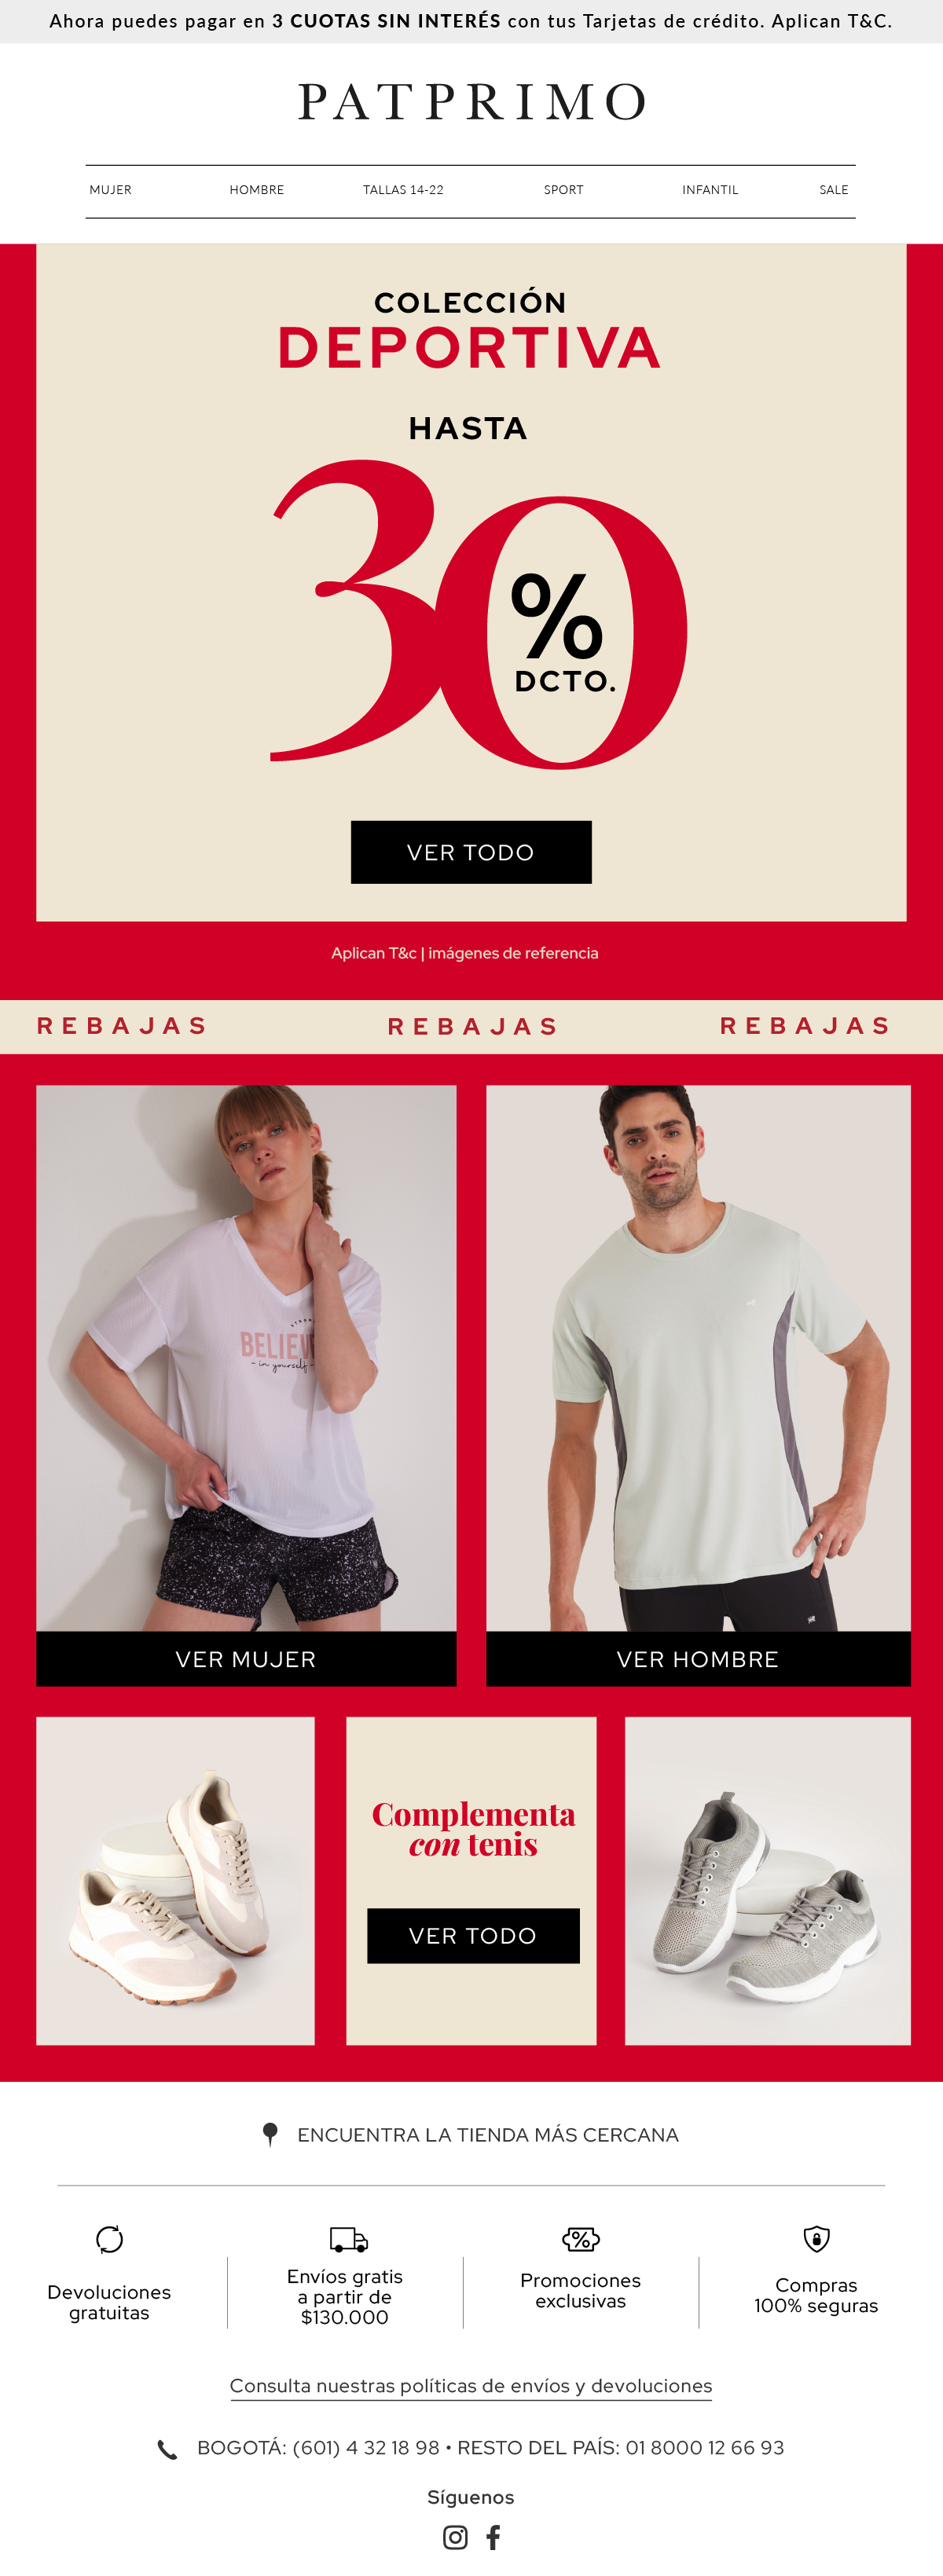 Ahora puedes pagar en 3 CUOTAS SIN INTERÉS con tus Tarjetas de crédito. Aplican T&C.
PATPRIMO
MUJER HOMBRE TALLAS 14-22 SPORT INFANTIL SALE
COLECCIÓN
DEPORTIVA
HASTA
30
%
DCTO.
VER TODO
Aplican T&c | imágenes de referencia
REBAJAS REBAJAS REBAJAS
BELIEV
- in yourself -
VER MUJER
VER HOMBRE
Complementa
con tenis
VER TODO
ENCUENTRA LA TIENDA MÁS CERCANA
Devoluciones
gratuitas
Envíos gratis
a partir de
$130.000
Promociones
exclusivas
Compras
100% seguras
Consulta nuestras políticas de envíos y devoluciones
BOGOTÁ: (601) 4 32 18 98 • RESTO DEL PAÍS: 01 8000 12 66 93
Síguenos